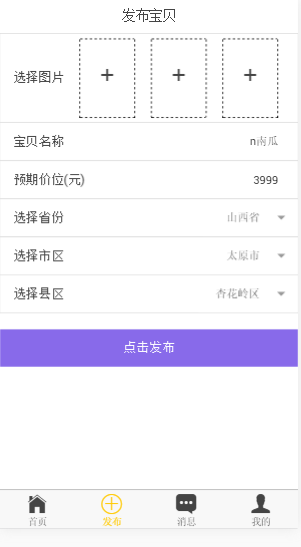 发布宝贝
选择图片 + + +
宝贝名称 n南瓜
预期价位(元) 3999
选择省份 山西省
选择市区 太原市
选择县区 杏花岭区
点击发布
首页 发布 消息 我的